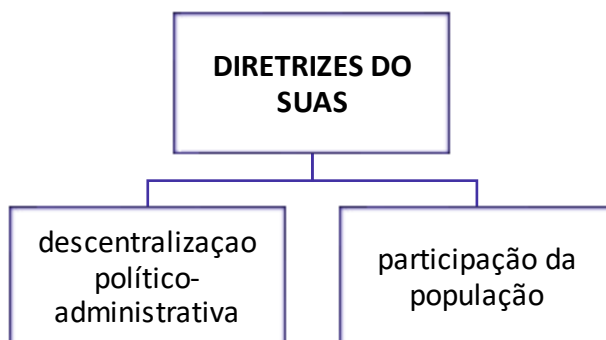 DIRETRIZES DO
SUAS
descentralizaçao
político-
administrativa
participação da
população